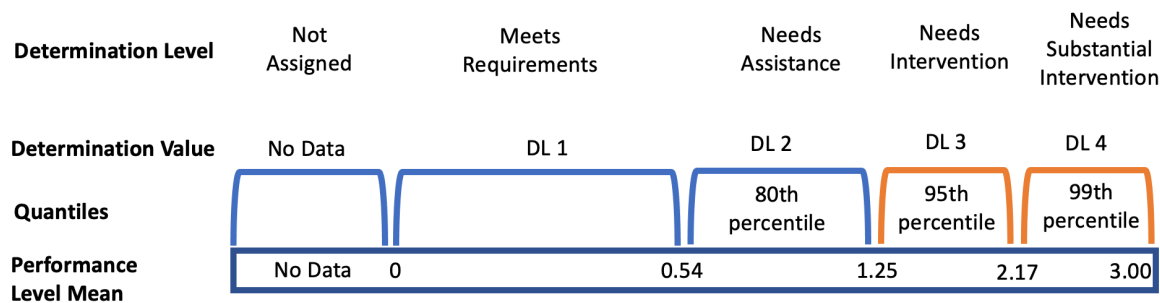 Determination Level
Not
Assigned
Meets
Requirements
Needs
Assistance
Needs
Intervention
Needs
Substantial
Intervention
Determination Value
No Data
DL 1
DL 2
DL 3
DL 4
Quantiles
80th
percentile
95th
percentile
99th
percentile
Performance
Level Mean
No Data
0
0.54
1.25
2.17
3.00